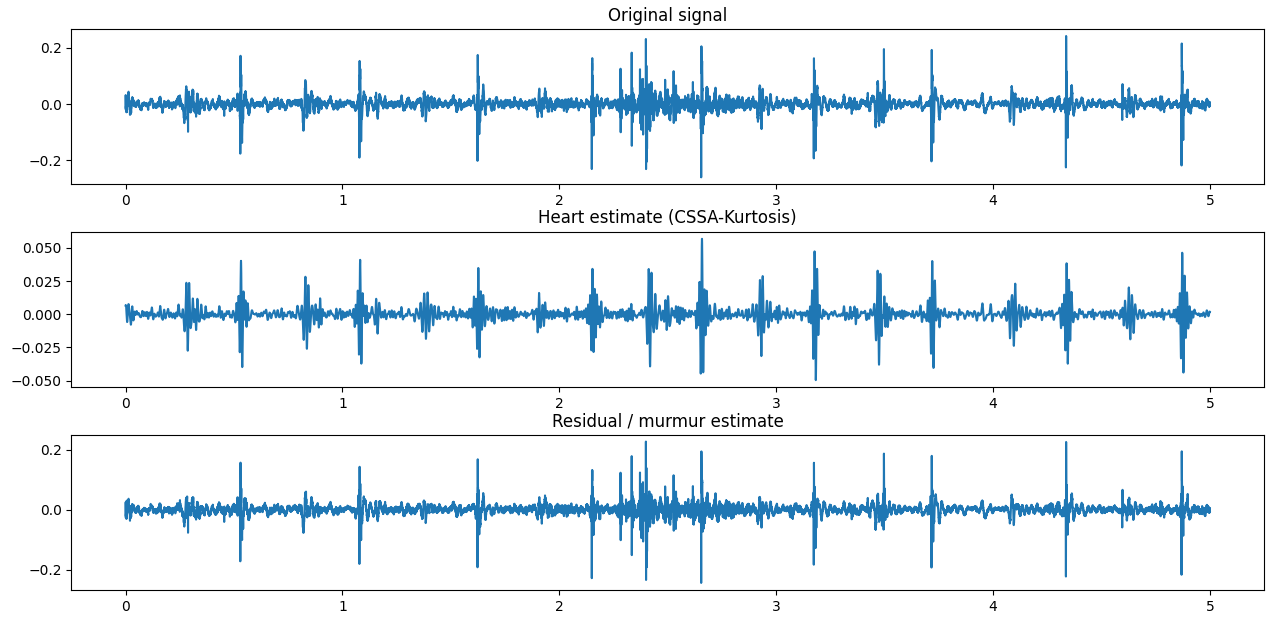 Original signal
0.2
0.0
−0.2
0 1 2 3 4 5
Heart estimate (CSSA-Kurtosis)
0.050
0.025
0.000
−0.025
−0.050
0 1 2 3 4 5
Residual / murmur estimate
0.2
0.0
−0.2
0 1 2 3 4 5